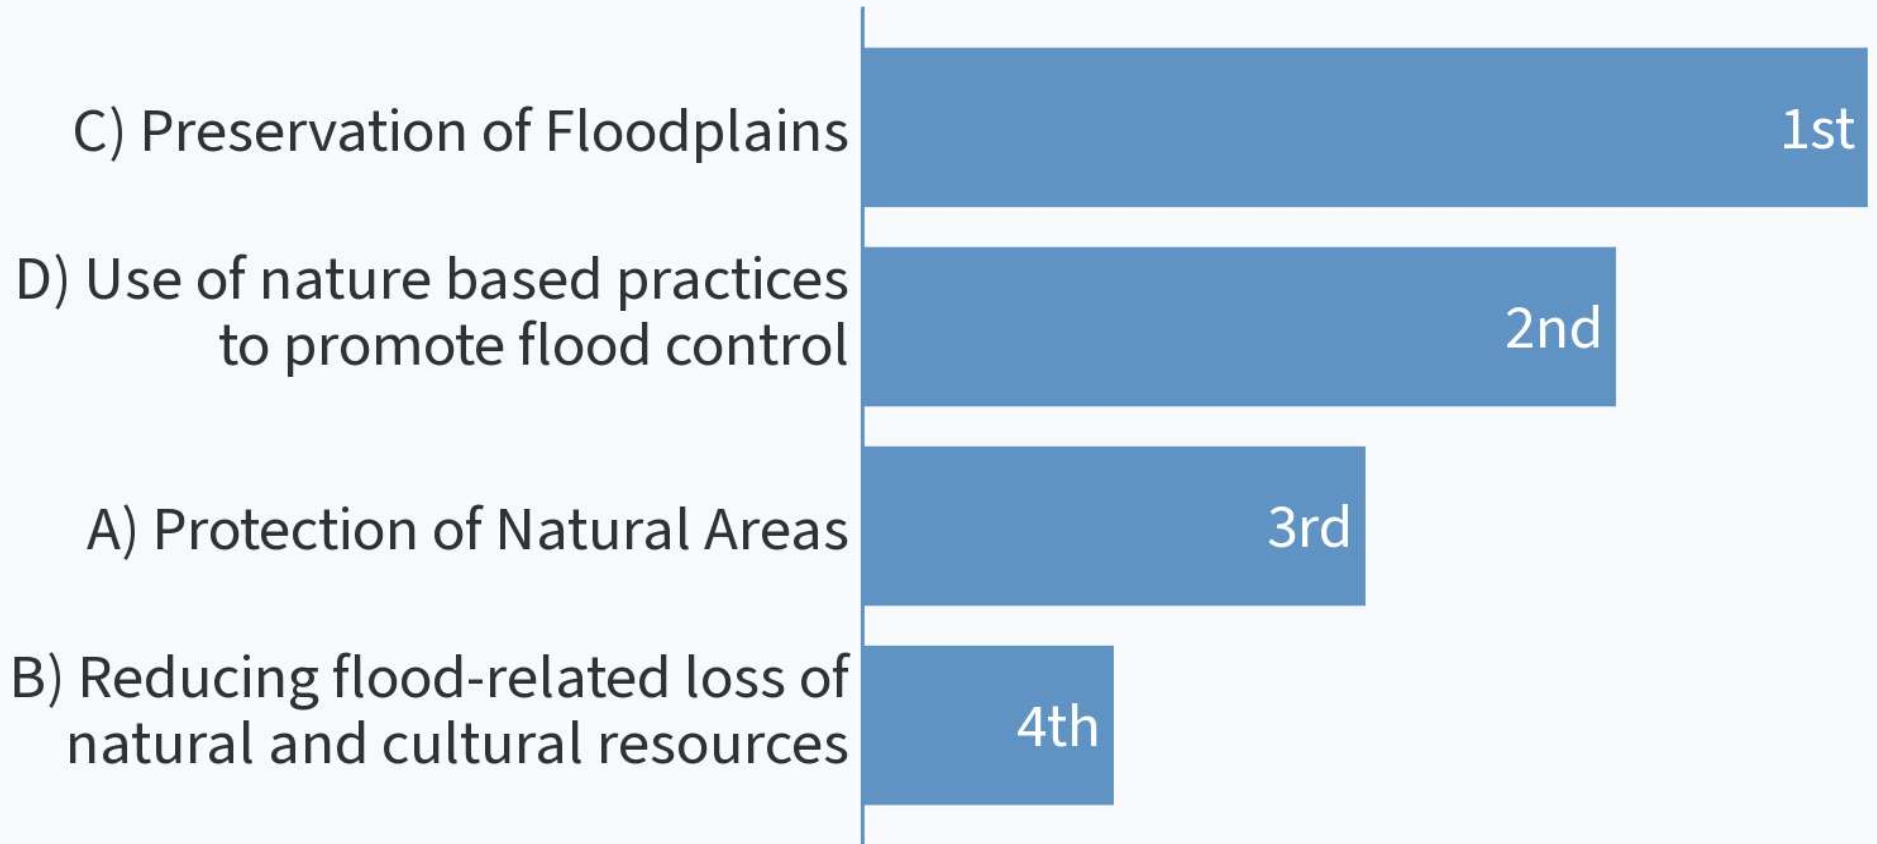 C) Preservation of Floodplains
1st
D) Use of nature based practices
to promote flood control
2nd
A) Protection of Natural Areas
3rd
B) Reducing flood-related loss of
natural and cultural resources
4th